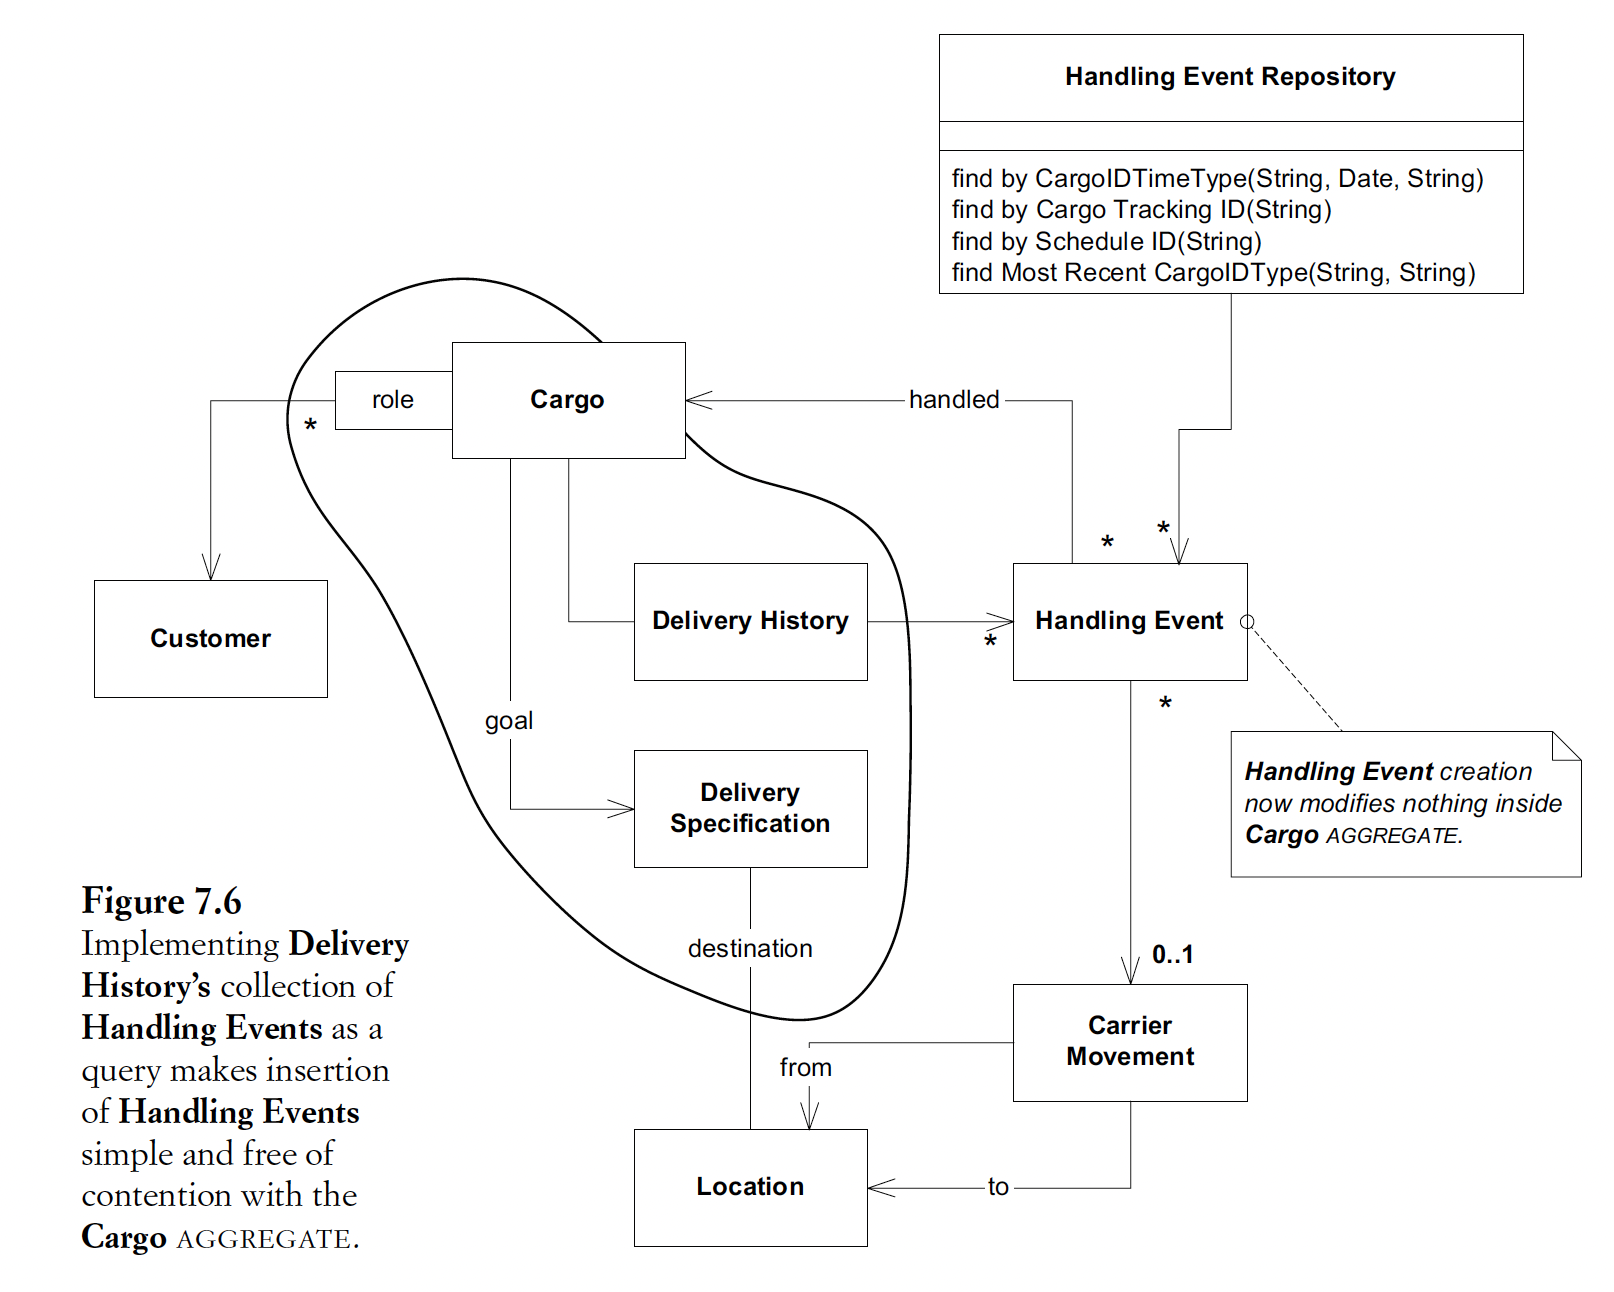 Handling Event Repository
find by CargoIDTimeType(String, Date, String)
find by Cargo Tracking ID(String)
find by Schedule ID(String)
find Most Recent CargoIDType(String, String)
role
Cargo
handled
*
*
*
Customer
Delivery History
*
Handling Event
*
goal
Handling Event creation
now modifies nothing inside
Cargo AGGREGATE.
Delivery
Specification
destination
0..1
Carrier
Movement
from
Location
to
Figure 7.6
Implementing Delivery
History’s collection of
Handling Events as a
query makes insertion
of Handling Events
simple and free of
contention with the
Cargo AGGREGATE.